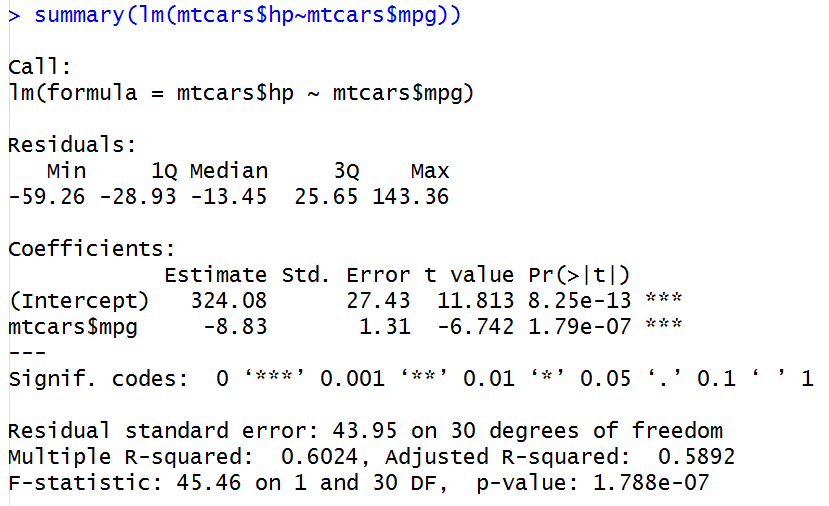 > summary(lm(mtcars$hp~mtcars$mpg))
Call:
lm(formula = mtcars$hp ~ mtcars$mpg)
Residuals:
   Min     1Q Median     3Q    Max
-59.26 -28.93 -13.45  25.65 143.36
Coefficients:
            Estimate Std. Error t value Pr(>|t|)
(Intercept)   324.08      27.43  11.813 8.25e-13 ***
mtcars$mpg     -8.83       1.31  -6.742 1.79e-07 ***
---
Signif. codes:  0 ‘***’ 0.001 ‘**’ 0.01 ‘*’ 0.05 ‘.’ 0.1 ‘ ’ 1
Residual standard error: 43.95 on 30 degrees of freedom
Multiple R-squared:  0.6024, Adjusted R-squared:  0.5892
F-statistic: 45.46 on 1 and 30 DF,  p-value: 1.788e-07